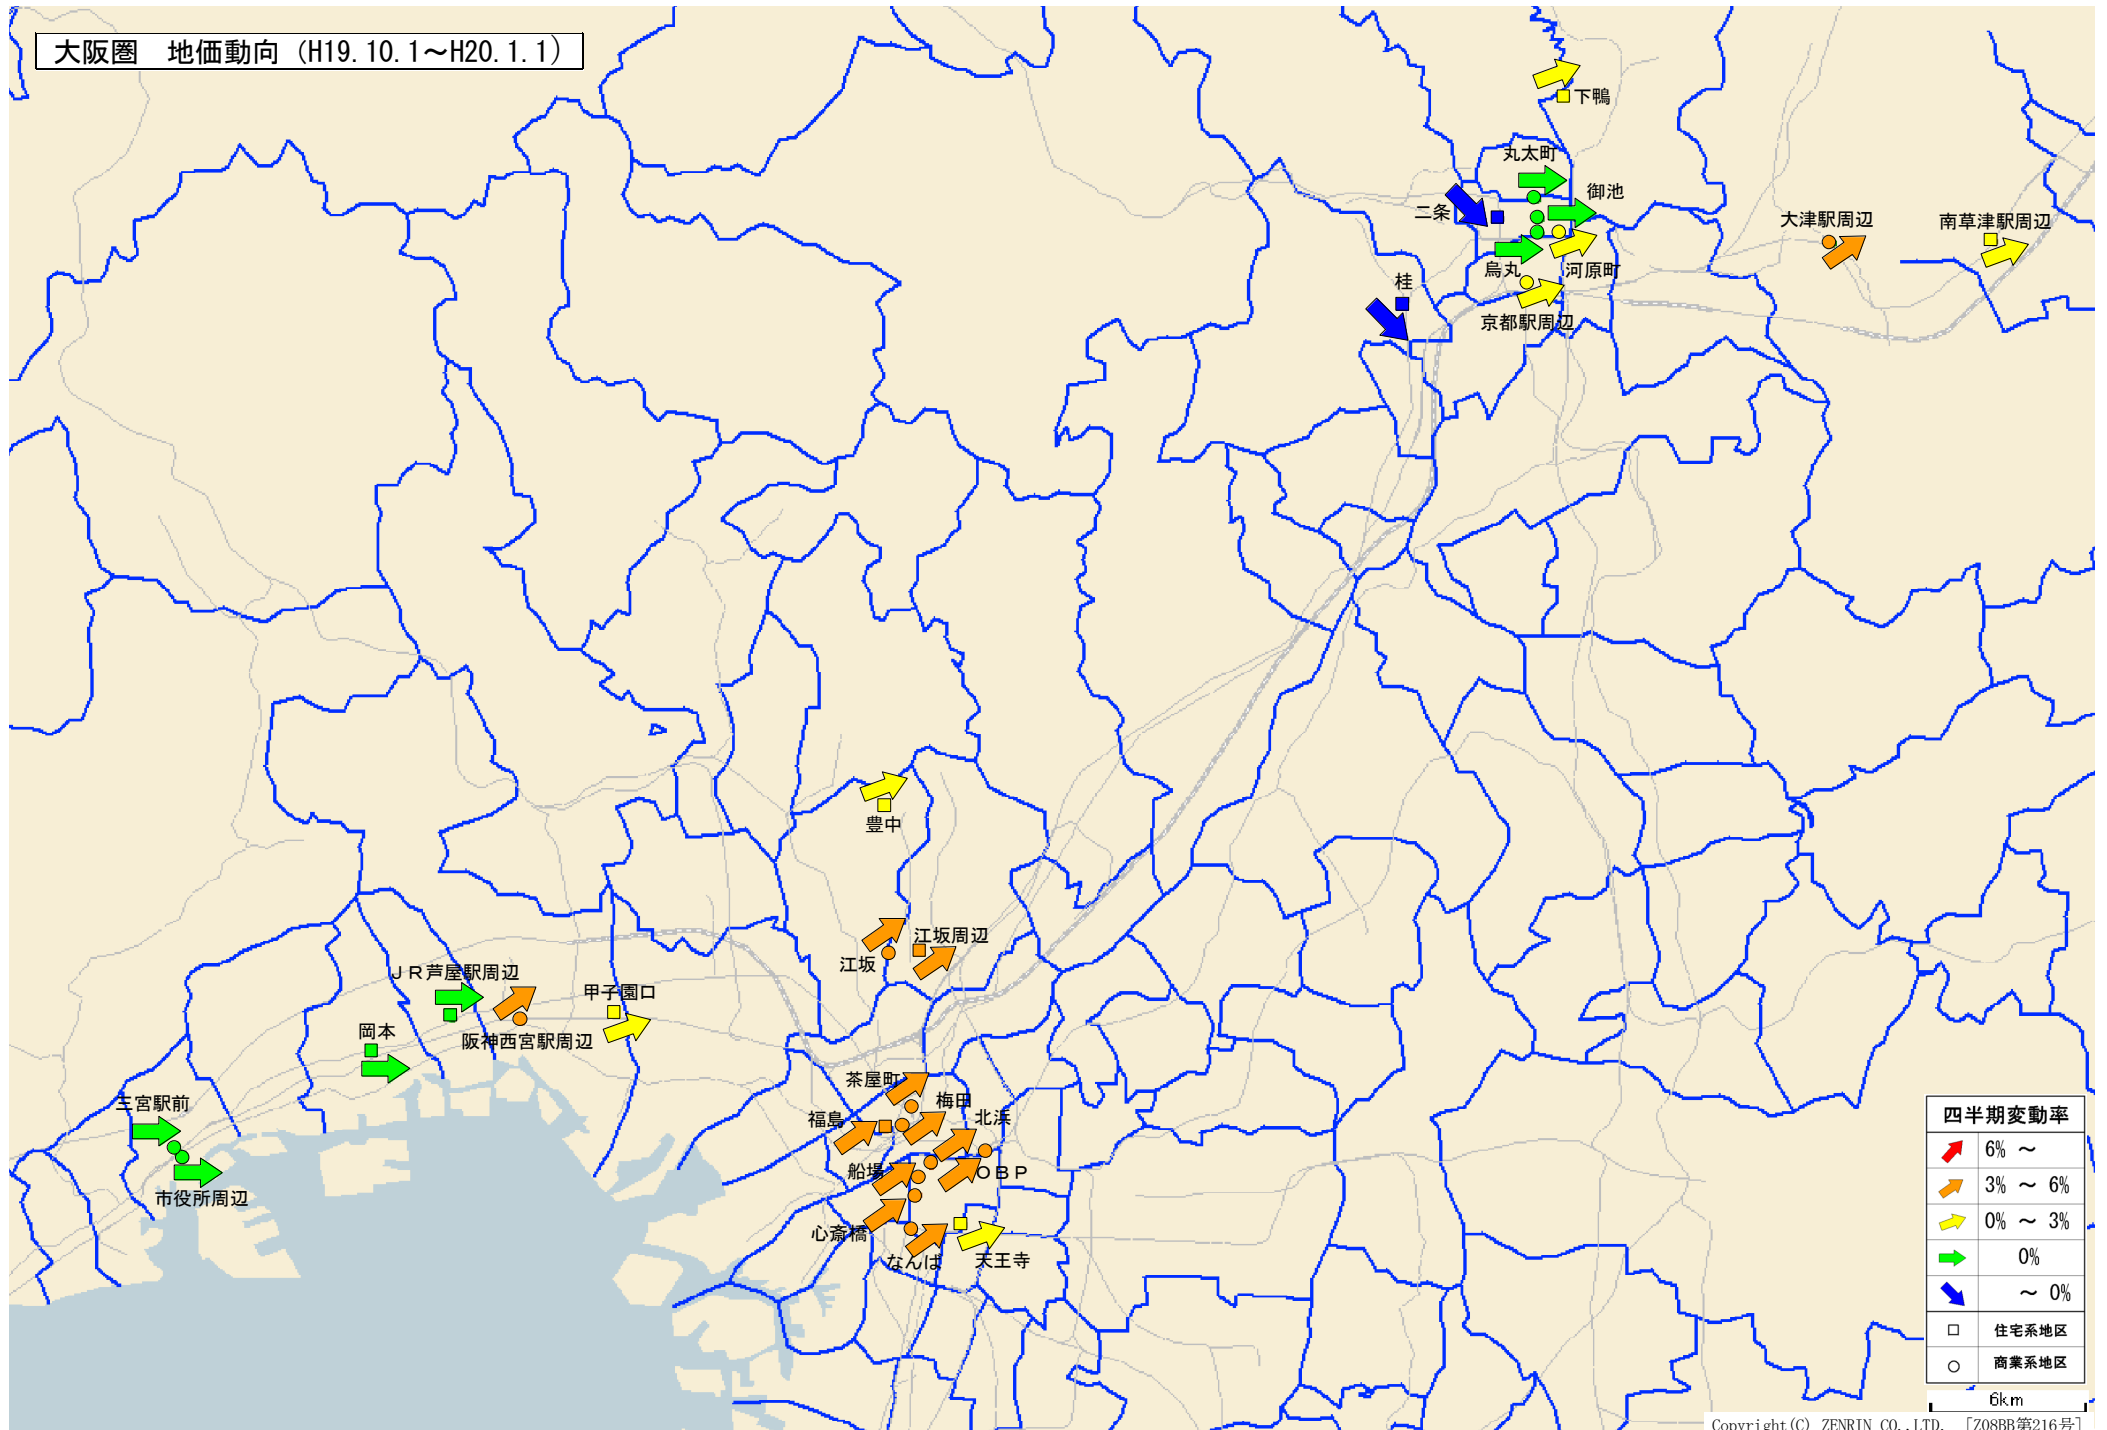 大阪圏　地価動向（H19.10.1～H20.1.1）
下鴨
丸太町
御池
二条
大津駅周辺
南草津駅周辺
烏丸
河原町
桂
京都駅周辺
豊中
江坂周辺
江坂
ＪＲ芦屋駅周辺
甲子園口
岡本
阪神西宮駅周辺
茶屋町
三宮駅前
梅田
福島
北浜
船場
ＯＢＰ
市役所周辺
心斎橋
なんば
天王寺
四半期変動率
6% ～
3% ～ 6%
0% ～ 3%
0%
～ 0%
住宅系地区
商業系地区
6km
Copyright(C) ZENRIN CO.,LTD. ［Z08BB第216号］